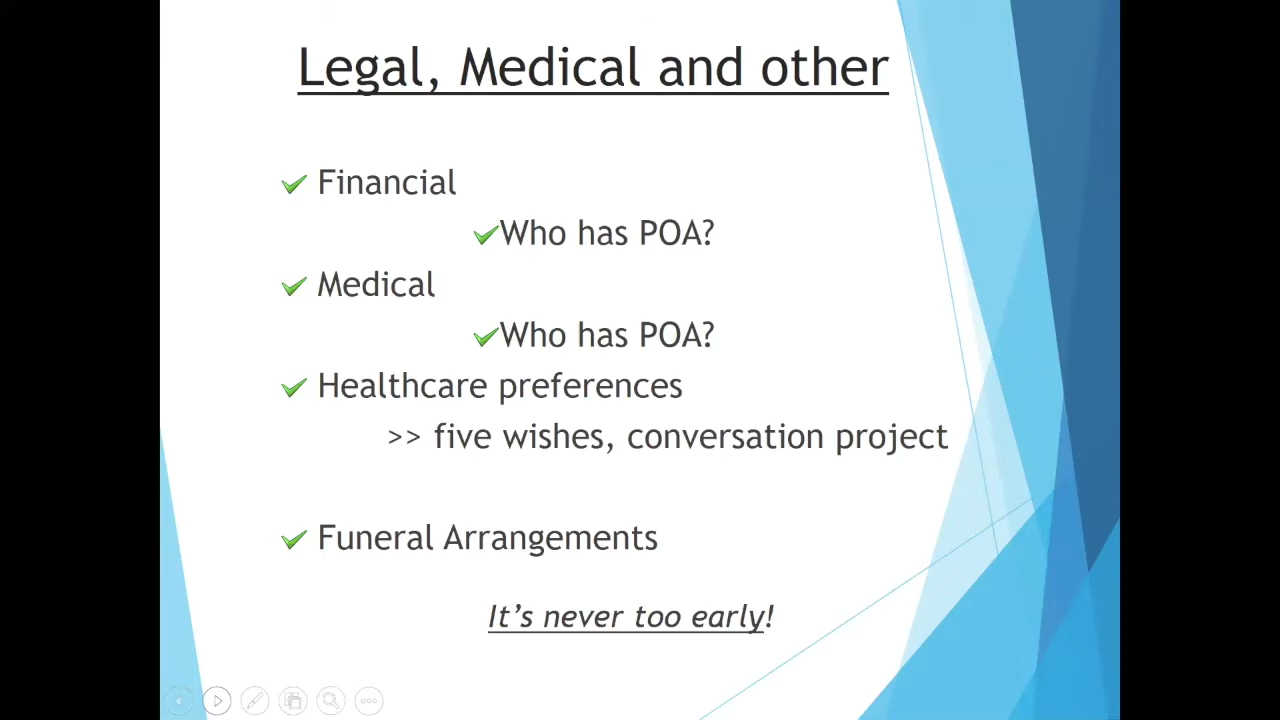 Legal, Medical and other
Financial
Who has POA?
Medical
Who has POA?
Healthcare preferences
>> five wishes, conversation project
Funeral Arrangements
It’s never too early!